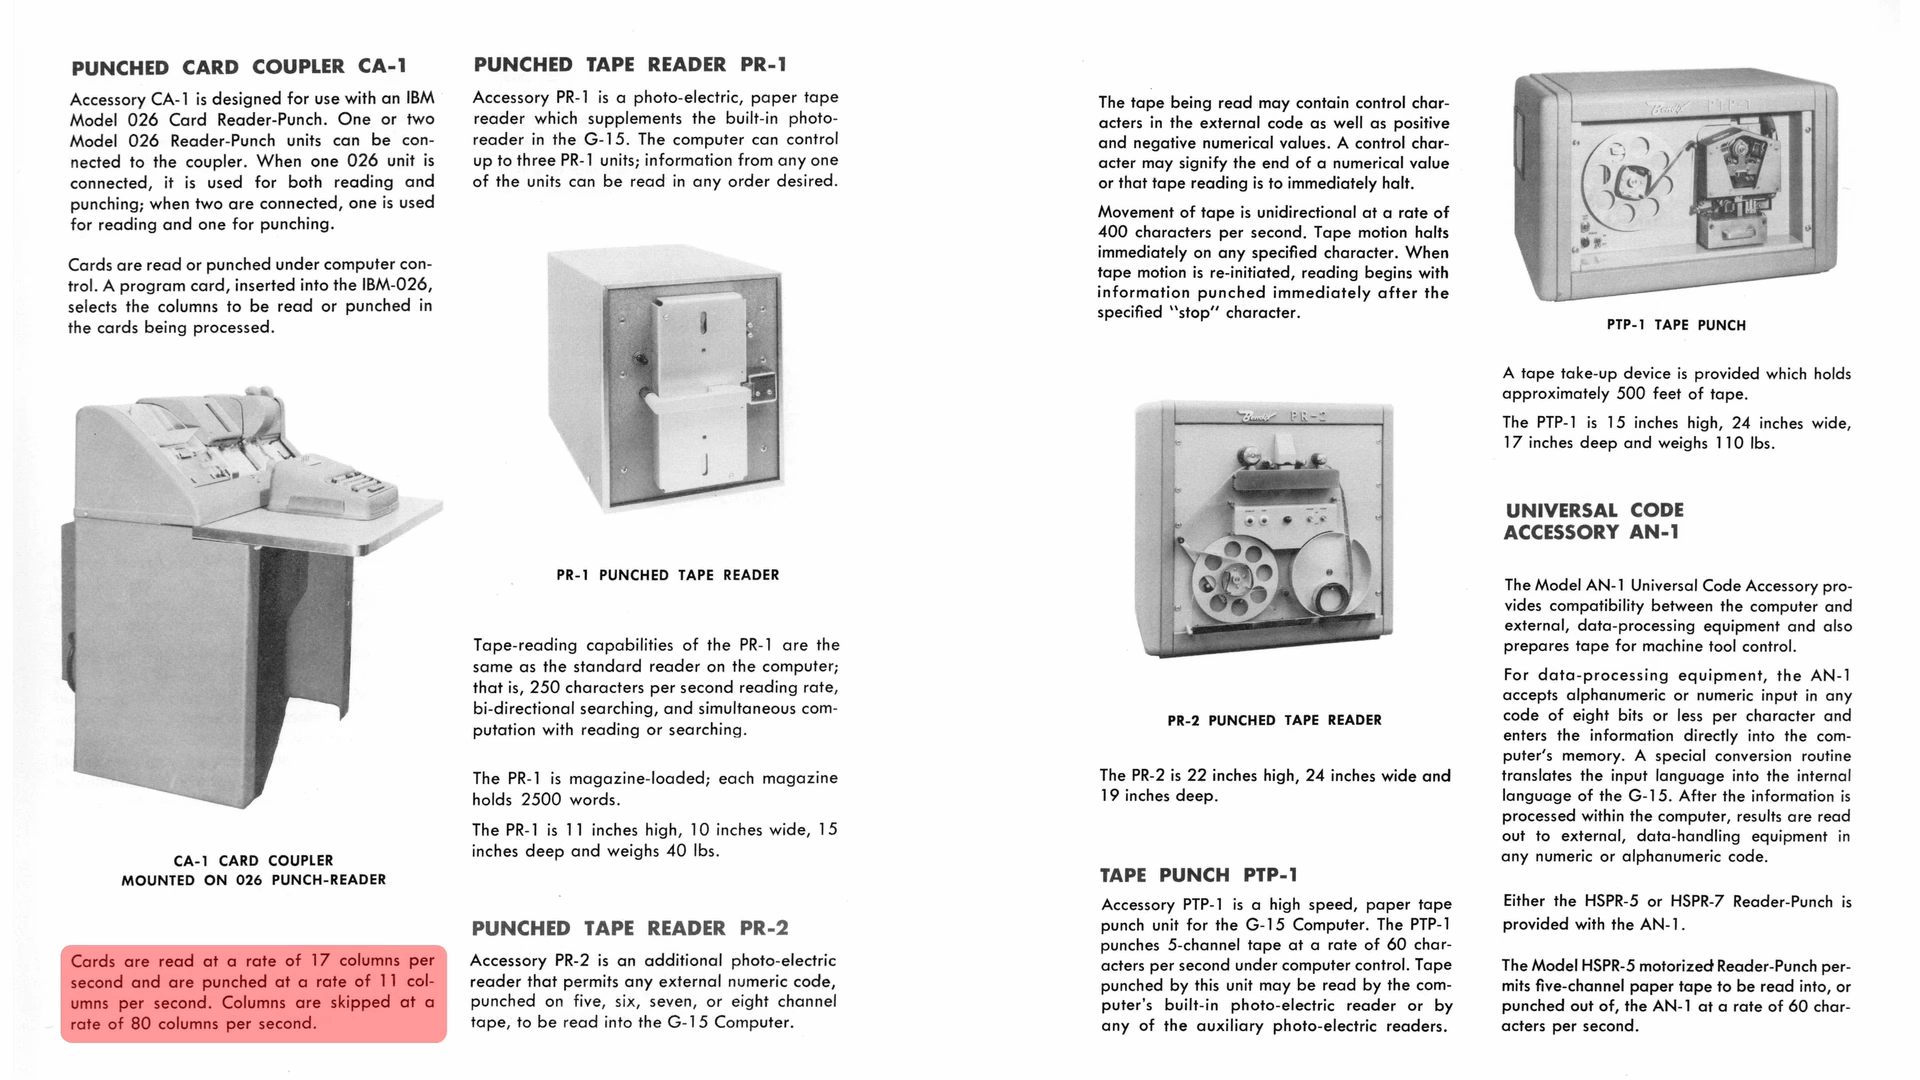 PUNCHED CARD COUPLER CA-1
Accessory CA-1 is designed for use with an IBM
Model 026 Card Reader-Punch. One or two
Model 026 Reader-Punch units can be con-
nected to the coupler. When one 026 unit is
connected, it is used for both reading and
punching; when two are connected, one is used
for reading and one for punching.
Cards are read or punched under computer con-
trol. A program card, inserted into the IBM-026,
selects the columns to be read or punched in
the cards being processed.
CA-1 CARD COUPLER
MOUNTED ON 026 PUNCH-READER
Cards are read at a rate of 17 columns per
second and are punched at a rate of 11 col-
umns per second. Columns are skipped at a
rate of 80 columns per second.
PUNCHED TAPE READER PR-1
Accessory PR-1 is a photo-electric, paper tape
reader which supplements the built-in photo-
reader in the G-15. The computer can control
up to three PR-1 units; information from any one
of the units can be read in any order desired.
PR-1 PUNCHED TAPE READER
Tape-reading capabilities of the PR-1 are the
same as the standard reader on the computer;
that is, 250 characters per second reading rate,
bi-directional searching, and simultaneous com-
putation with reading or searching.
The PR-1 is magazine-loaded; each magazine
holds 2500 words.
The PR-1 is 11 inches high, 10 inches wide, 15
inches deep and weighs 40 lbs.
PUNCHED TAPE READER PR-2
Accessory PR-2 is an additional photo-electric
reader that permits any external numeric code,
punched on five, six, seven, or eight channel
tape, to be read into the G-15 Computer.
The tape being read may contain control char-
acters in the external code as well as positive
and negative numerical values. A control char-
acter may signify the end of a numerical value
or that tape reading is to immediately halt.
Movement of tape is unidirectional at a rate of
400 characters per second. Tape motion halts
immediately on any specified character. When
tape motion is re-initiated, reading begins with
information punched immediately after the
specified "stop" character.
Bendix PR-2
PR-2 PUNCHED TAPE READER
The PR-2 is 22 inches high, 24 inches wide and
19 inches deep.
TAPE PUNCH PTP-1
Accessory PTP-1 is a high speed, paper tape
punch unit for the G-15 Computer. The PTP-1
punches 5-channel tape at a rate of 60 char-
acters per second under computer control. Tape
punched by this unit may be read by the com-
puter's built-in photo-electric reader or by
any of the auxiliary photo-electric readers.
Bendix PTP-1
PTP-1 TAPE PUNCH
A tape take-up device is provided which holds
approximately 500 feet of tape.
The PTP-1 is 15 inches high, 24 inches wide,
17 inches deep and weighs 110 lbs.
UNIVERSAL CODE
ACCESSORY AN-1
The Model AN-1 Universal Code Accessory pro-
vides compatibility between the computer and
external, data-processing equipment and also
prepares tape for machine tool control.
For data-processing equipment, the AN-1
accepts alphanumeric or numeric input in any
code of eight bits or less per character and
enters the information directly into the com-
puter's memory. A special conversion routine
translates the input language into the internal
language of the G-15. After the information is
processed within the computer, results are read
out to external, data-handling equipment in
any numeric or alphanumeric code.
Either the HSPR-5 or HSPR-7 Reader-Punch is
provided with the AN-1.
The Model HSPR-5 motorized Reader-Punch per-
mits five-channel paper tape to be read into, or
punched out of, the AN-1 at a rate of 60 char-
acters per second.